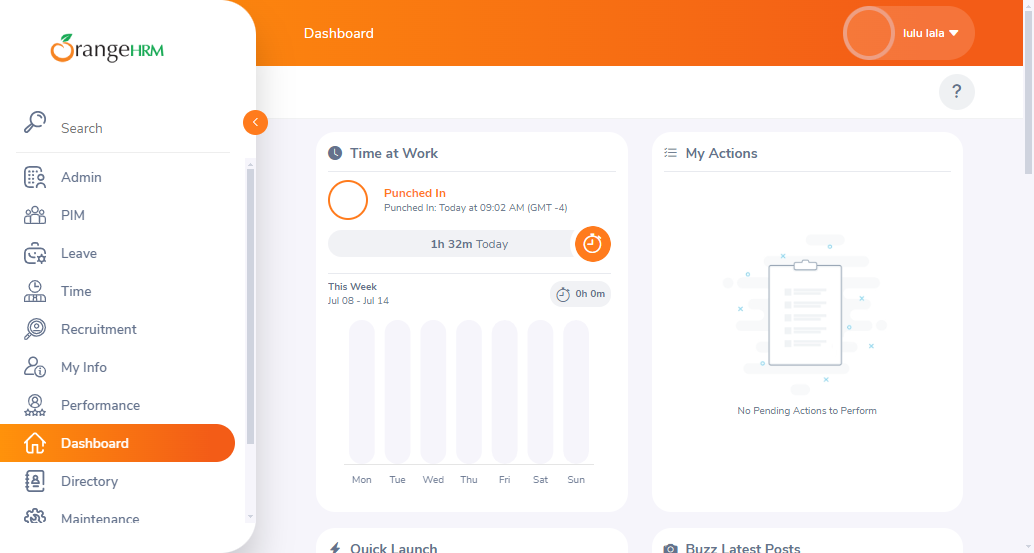 OrangeHRM
Search
Admin
PIM
Leave
Time
Recruitment
My Info
Performance
Dashboard
Directory
Maintenance
Dashboard
lulu lala
?
Time at Work
Punched In
Punched In: Today at 09:02 AM (GMT -4)
1h 32m Today
This Week
Jul 08 - Jul 14
0h 0m
Mon Tue Wed Thu Fri Sat Sun
My Actions
No Pending Actions to Perform
Quick Launch
Buzz Latest Posts